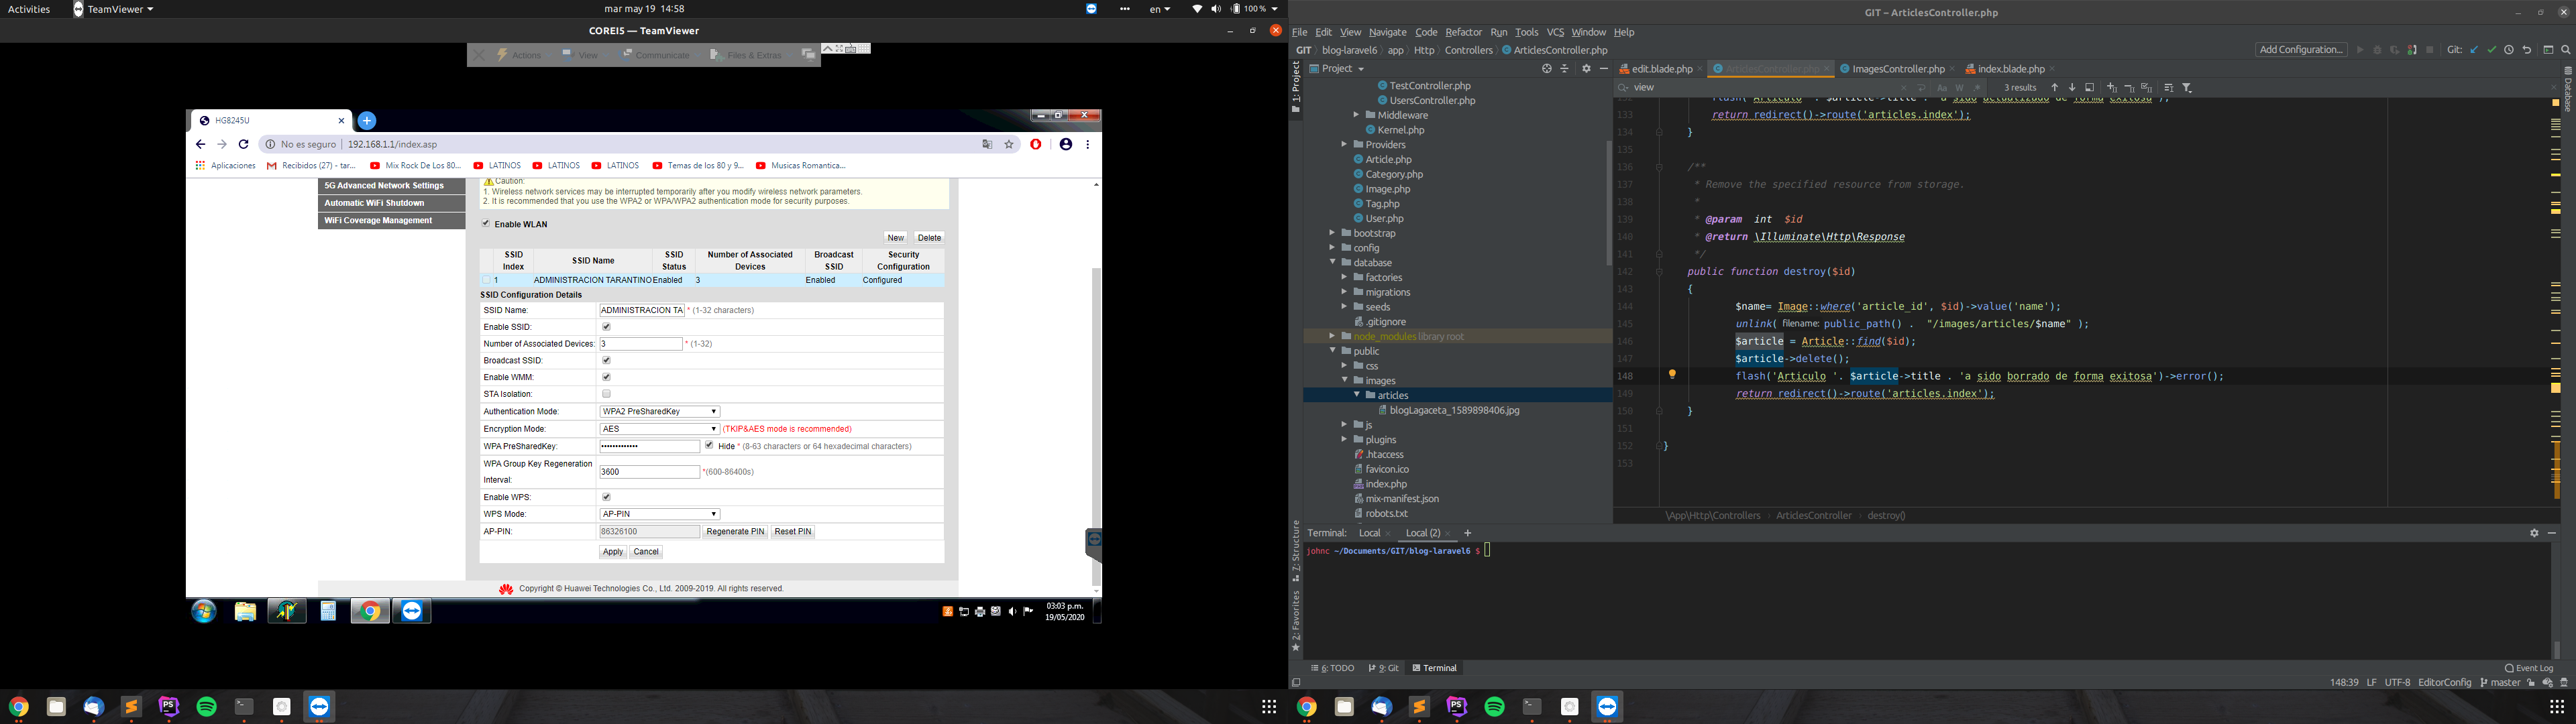 Activities
TeamViewer
mar may 19 14:58
en
100 %
COREI5 — TeamViewer
Actions
View
Communicate
Files & Extras
HG8245U
No es seguro
192.168.1.1/index.asp
Aplicaciones
Recibidos (27) - tar...
Mix Rock De Los 80...
LATINOS
LATINOS
LATINOS
Temas de los 80 y 9...
Musicas Romantica...
5G Advanced Network Settings
Automatic WiFi Shutdown
WiFi Coverage Management
Caution:
1. Wireless network services may be interrupted temporarily after you modify wireless network parameters.
2. It is recommended that you use the WPA2 or WPA/WPA2 authentication mode for security purposes.
Enable WLAN
New
Delete
SSID Index
SSID Name
SSID Status
Number of Associated Devices
Broadcast SSID
Security Configuration
1
ADMINISTRACION TARANTINO
Enabled
3
Enabled
Configured
SSID Configuration Details
SSID Name:
ADMINISTRACION TA
* (1-32 characters)
Enable SSID:
Number of Associated Devices:
3
* (1-32)
Broadcast SSID:
Enable WMM:
STA Isolation:
Authentication Mode:
WPA2 PreSharedKey
Encryption Mode:
AES
(TKIP&AES mode is recommended)
WPA PreSharedKey:
Hide * (8-63 characters or 64 hexadecimal characters)
WPA Group Key Regeneration Interval:
3600
*(600-86400s)
Enable WPS:
WPS Mode:
AP-PIN
AP-PIN:
86326100
Regenerate PIN
Reset PIN
Apply
Cancel
Copyright © Huawei Technologies Co., Ltd. 2009-2019. All rights reserved.
03:03 p.m.
19/05/2020
GIT – ArticlesController.php
File Edit View Navigate Code Refactor Run Tools VCS Window Help
GIT
blog-laravel6
app
Http
Controllers
ArticlesController.php
Add Configuration...
Git:
1: Project
Project
edit.blade.php
ArticlesController.php
ImagesController.php
index.blade.php
Database
view
Aa
W
3 results
TestController.php
UsersController.php
Middleware
Kernel.php
Providers
Article.php
Category.php
Image.php
Tag.php
User.php
bootstrap
config
database
factories
migrations
seeds
.gitignore
node_modules library root
public
css
images
articles
blogLagaceta_1589898406.jpg
js
plugins
.htaccess
favicon.ico
index.php
mix-manifest.json
robots.txt
132 flash('Articulo '. $article->title . 'a sido actualizado de forma exitosa');
133 return redirect()->route('articles.index');
134 }
135
136 /**
137 * Remove the specified resource from storage.
138 *
139 * @param int $id
140 * @return \Illuminate\Http\Response
141 */
142 public function destroy($id)
143 {
144 $name= Image::where('article_id', $id)->value('name');
145 unlink( filename: public_path() . "/images/articles/$name" );
146 $article = Article::find($id);
147 $article->delete();
148 flash('Articulo '. $article->title . 'a sido borrado de forma exitosa')->error();
149 return redirect()->route('articles.index');
150 }
151
152 }
153
\App\Http\Controllers
ArticlesController
destroy()
7: Structure
2: Favorites
Terminal:
Local
Local (2)
johnc ~/Documents/GIT/blog-laravel6 $
6: TODO
9: Git
Terminal
Event Log
148:39
LF
UTF-8
EditorConfig
master